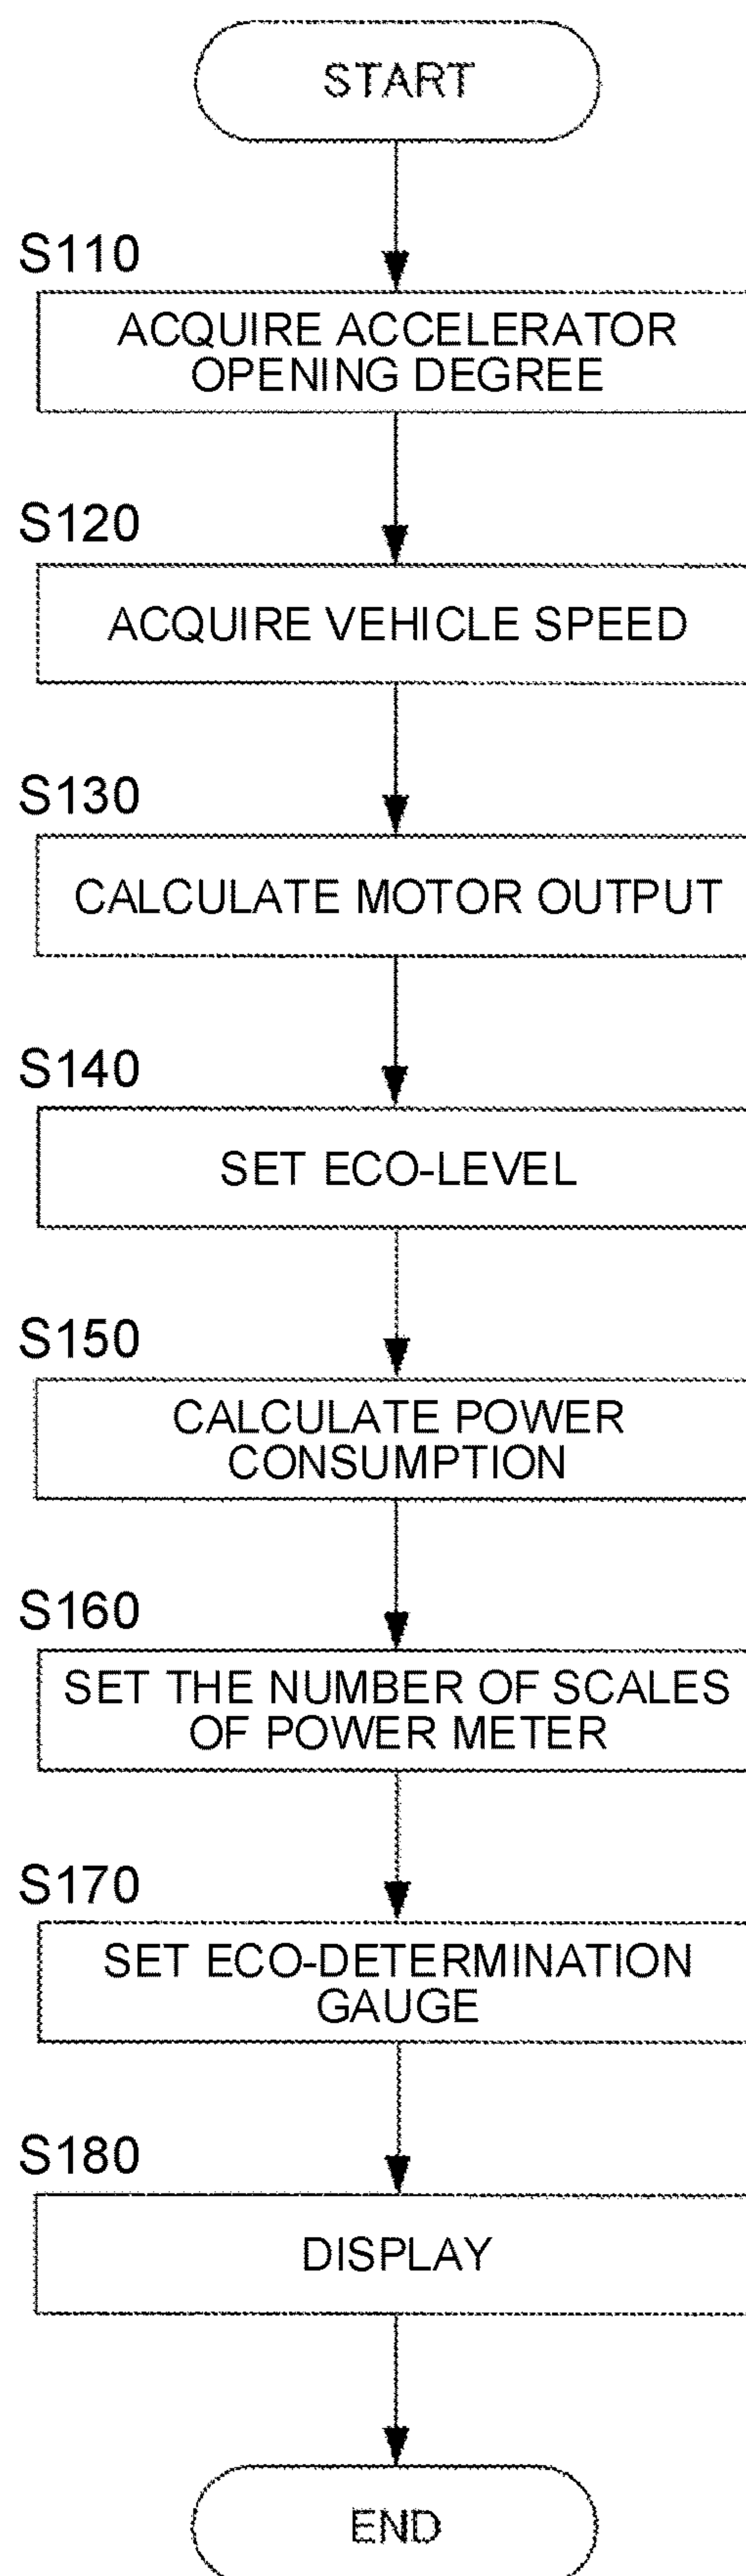 START
S110
ACQUIRE ACCELERATOR
OPENING DEGREE
S120
ACQUIRE VEHICLE SPEED
S130
CALCULATE MOTOR OUTPUT
S140
SET ECO-LEVEL
S150
CALCULATE POWER
CONSUMPTION
S160
SET THE NUMBER OF SCALES
OF POWER METER
S170
SET ECO-DETERMINATION
GAUGE
S180
DISPLAY
END